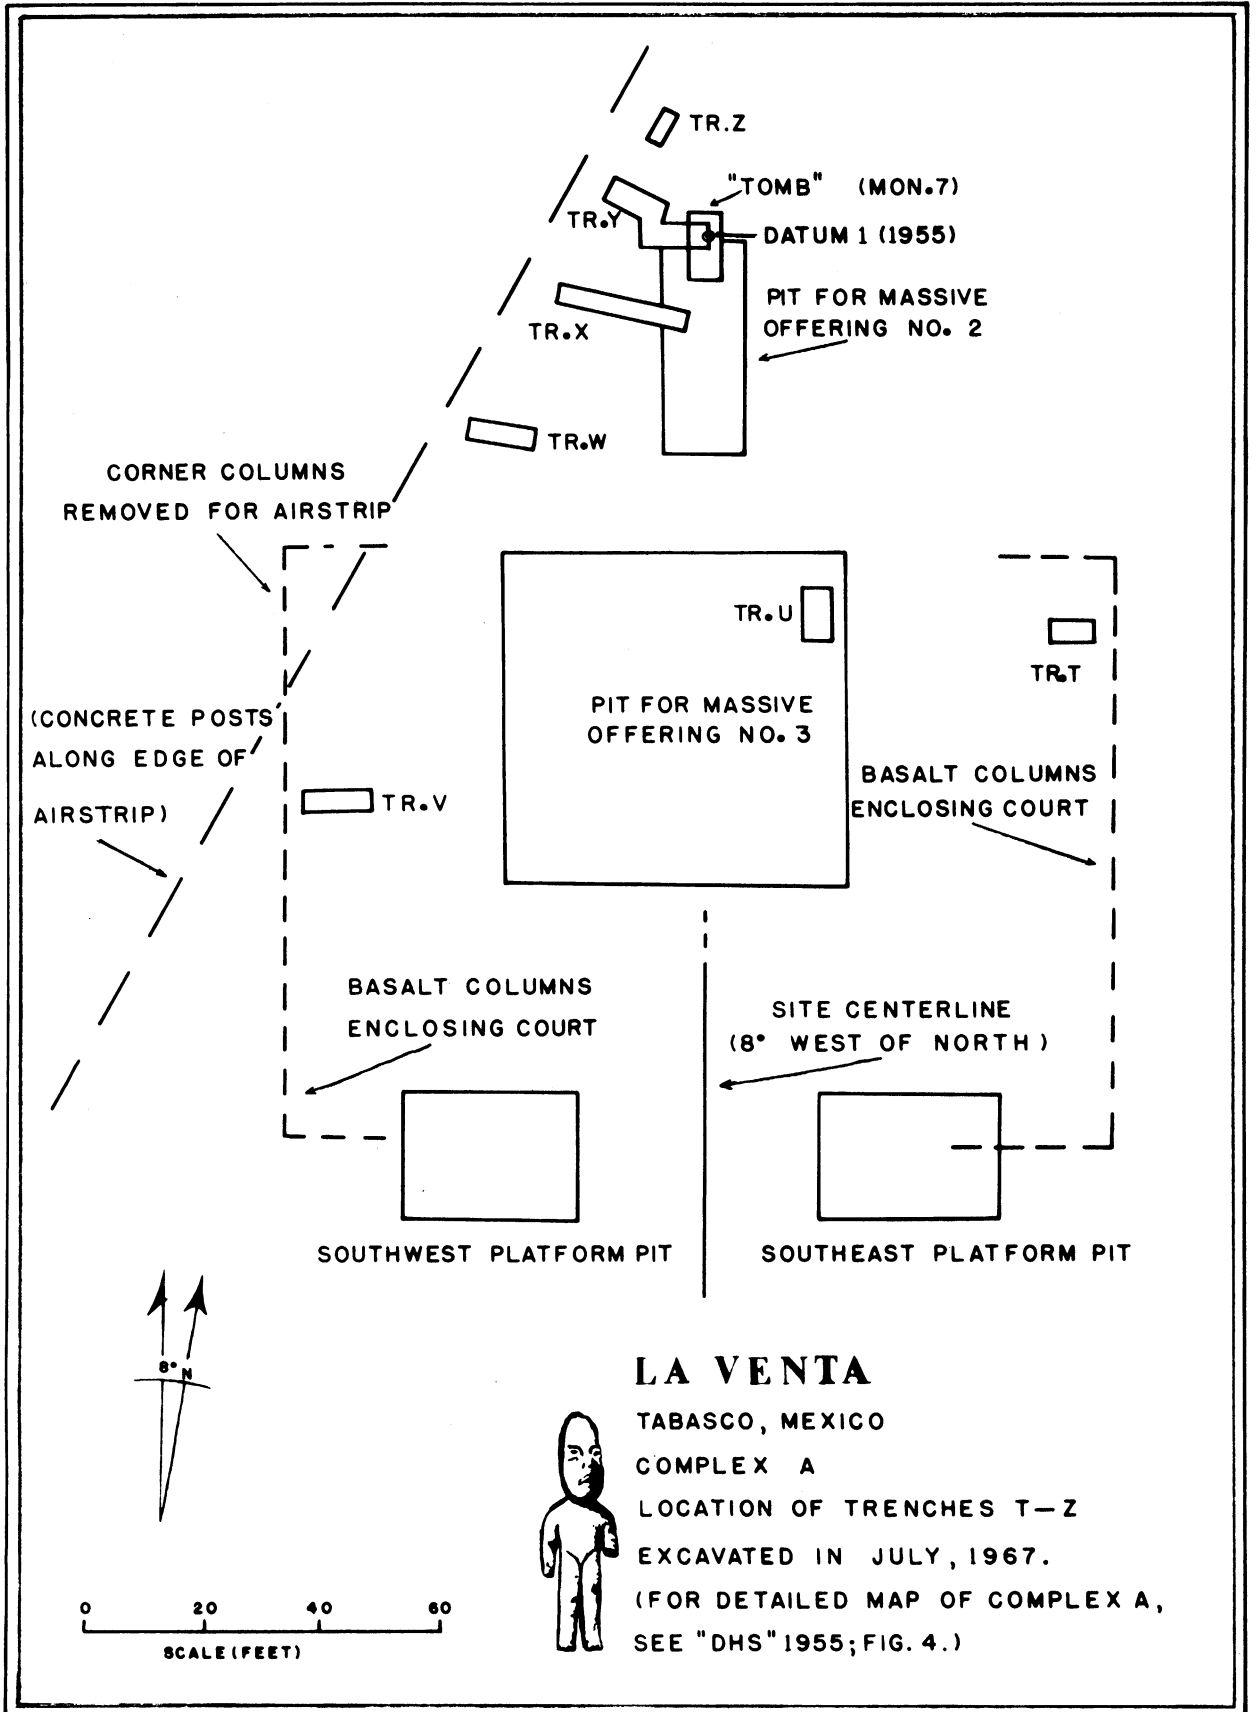 TR.Z
"TOMB" (MON.7)
TR.Y
DATUM 1 (1955)
PIT FOR MASSIVE
OFFERING NO. 2
TR.X
TR.W
CORNER COLUMNS
REMOVED FOR AIRSTRIP
TR.U
TR.T
PIT FOR MASSIVE
OFFERING NO. 3
(CONCRETE POSTS
ALONG EDGE OF
AIRSTRIP)
TR.V
BASALT COLUMNS
ENCLOSING COURT
BASALT COLUMNS
ENCLOSING COURT
SITE CENTERLINE
(8° WEST OF NORTH)
SOUTHWEST PLATFORM PIT
SOUTHEAST PLATFORM PIT
8° N
LA VENTA
TABASCO, MEXICO
COMPLEX A
LOCATION OF TRENCHES T-Z
EXCAVATED IN JULY, 1967.
(FOR DETAILED MAP OF COMPLEX A,
SEE "DHS" 1955; FIG. 4.)
0 20 40 60
SCALE (FEET)